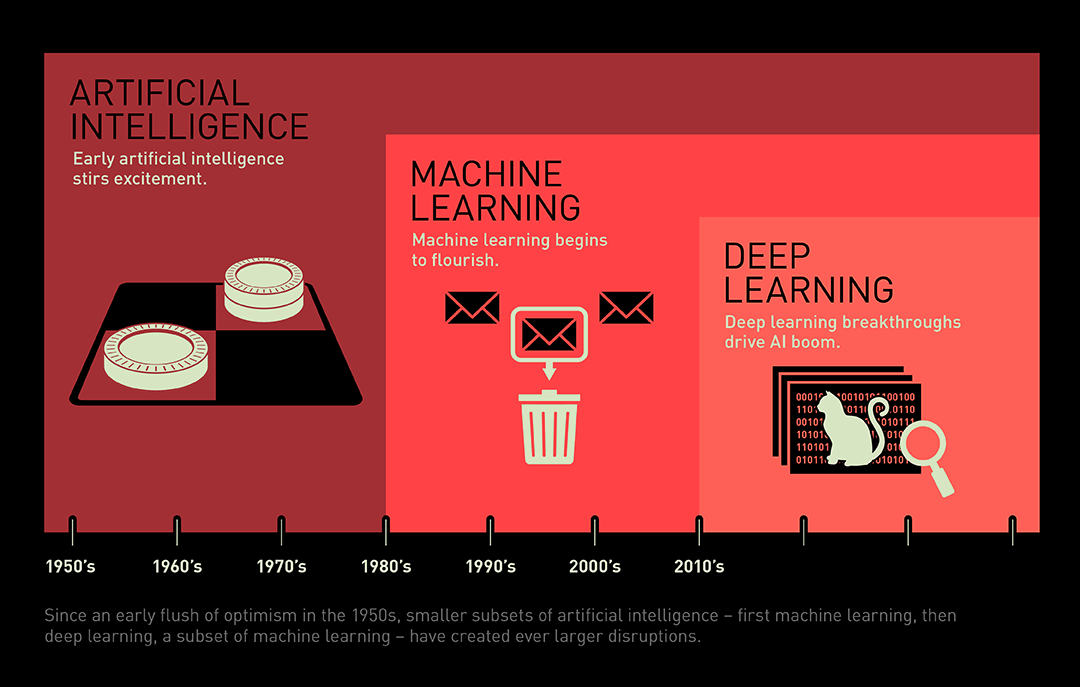 ARTIFICIAL
INTELLIGENCE
Early artificial intelligence
stirs excitement.
MACHINE
LEARNING
Machine learning begins
to flourish.
DEEP
LEARNING
Deep learning breakthroughs
drive AI boom.
1950's 1960's 1970's 1980's 1990's 2000's 2010's
Since an early flush of optimism in the 1950s, smaller subsets of artificial intelligence – first machine learning, then
deep learning, a subset of machine learning – have created ever larger disruptions.